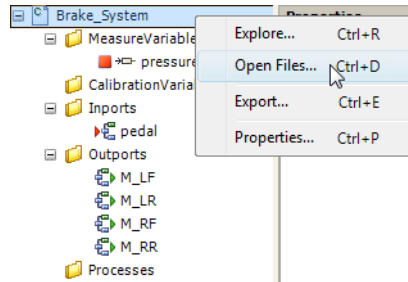 Brake_System
MeasureVariable
pressure
CalibrationVaria
Inports
pedal
Outports
M_LF
M_LR
M_RF
M_RR
Processes
Explore... Ctrl+R
Open Files... Ctrl+D
Export... Ctrl+E
Properties... Ctrl+P